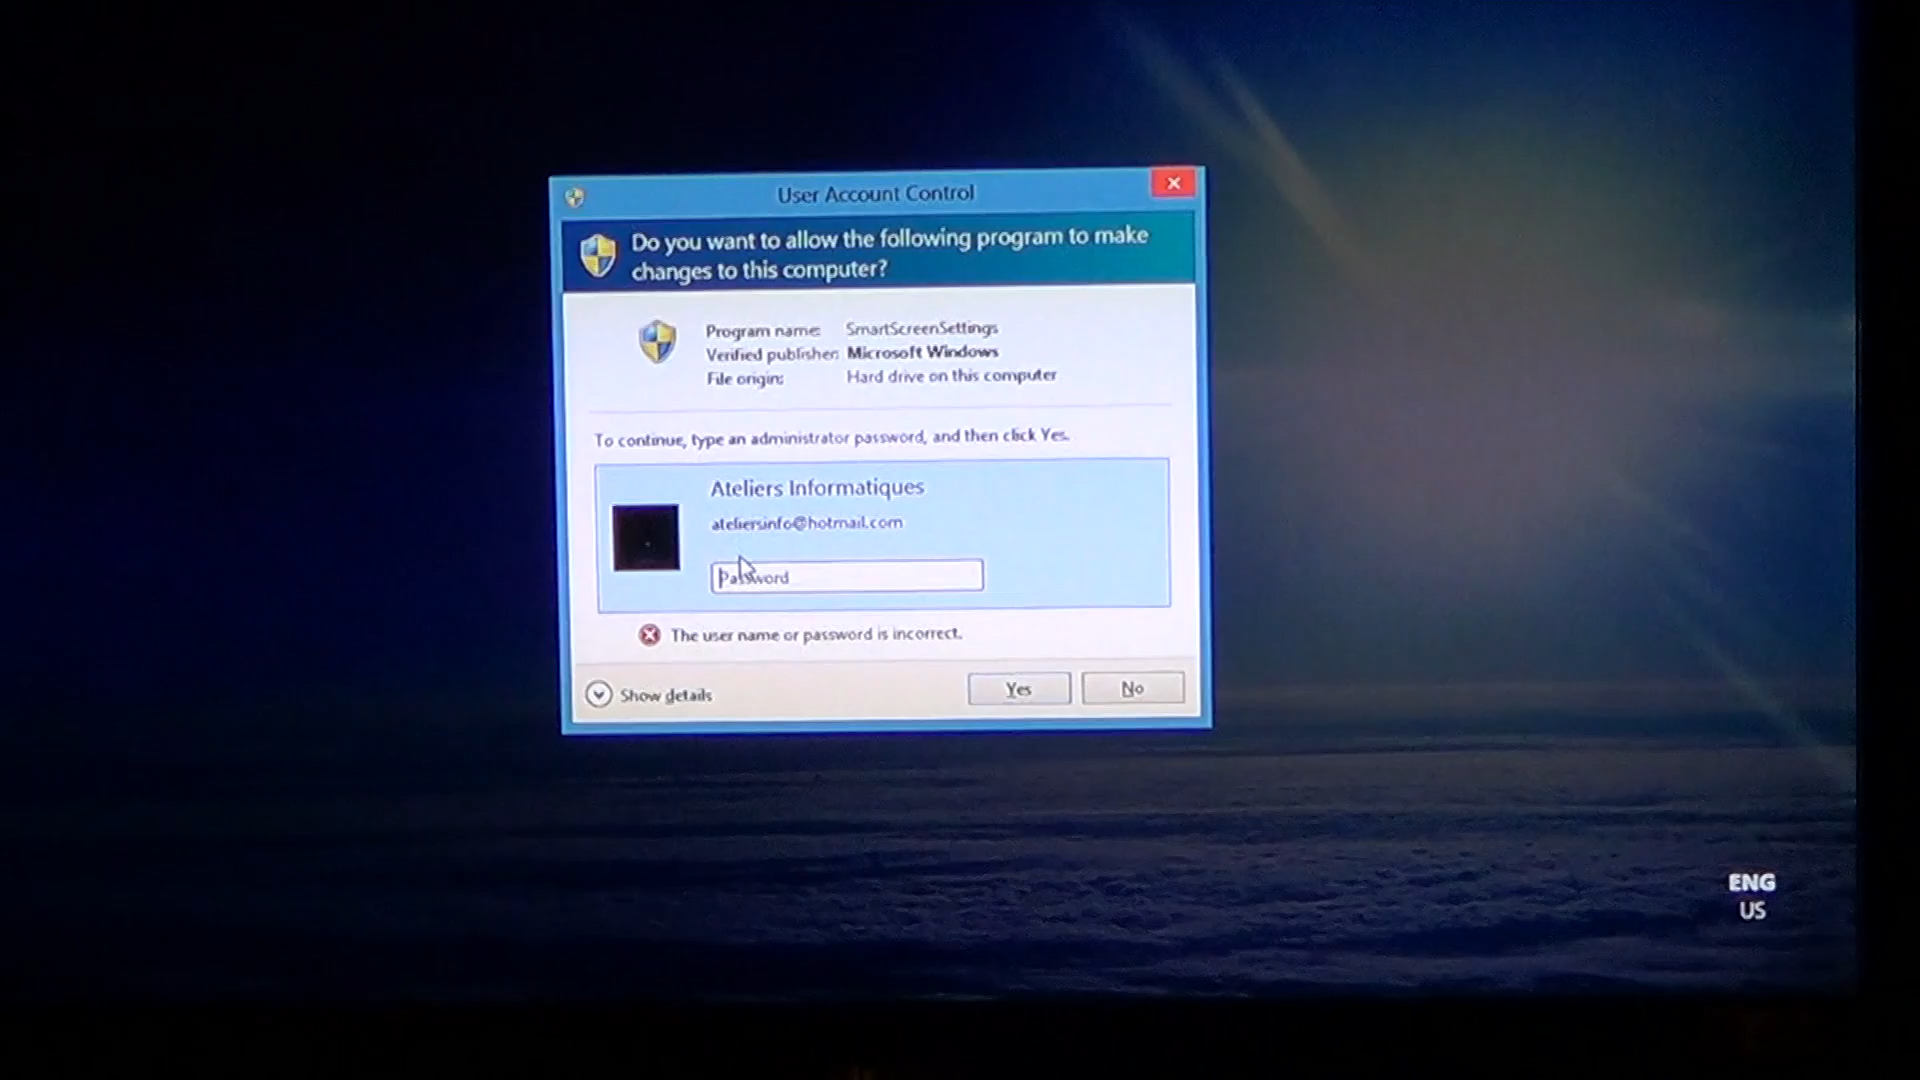 User Account Control
Do you want to allow the following program to make
changes to this computer?
Program name: SmartScreenSettings
Verified publisher: Microsoft Windows
File origin: Hard drive on this computer
To continue, type an administrator password, and then click Yes.
Ateliers Informatiques
ateliersinfo@hotmail.com
Password
The user name or password is incorrect.
Show details
Yes
No
ENG
US